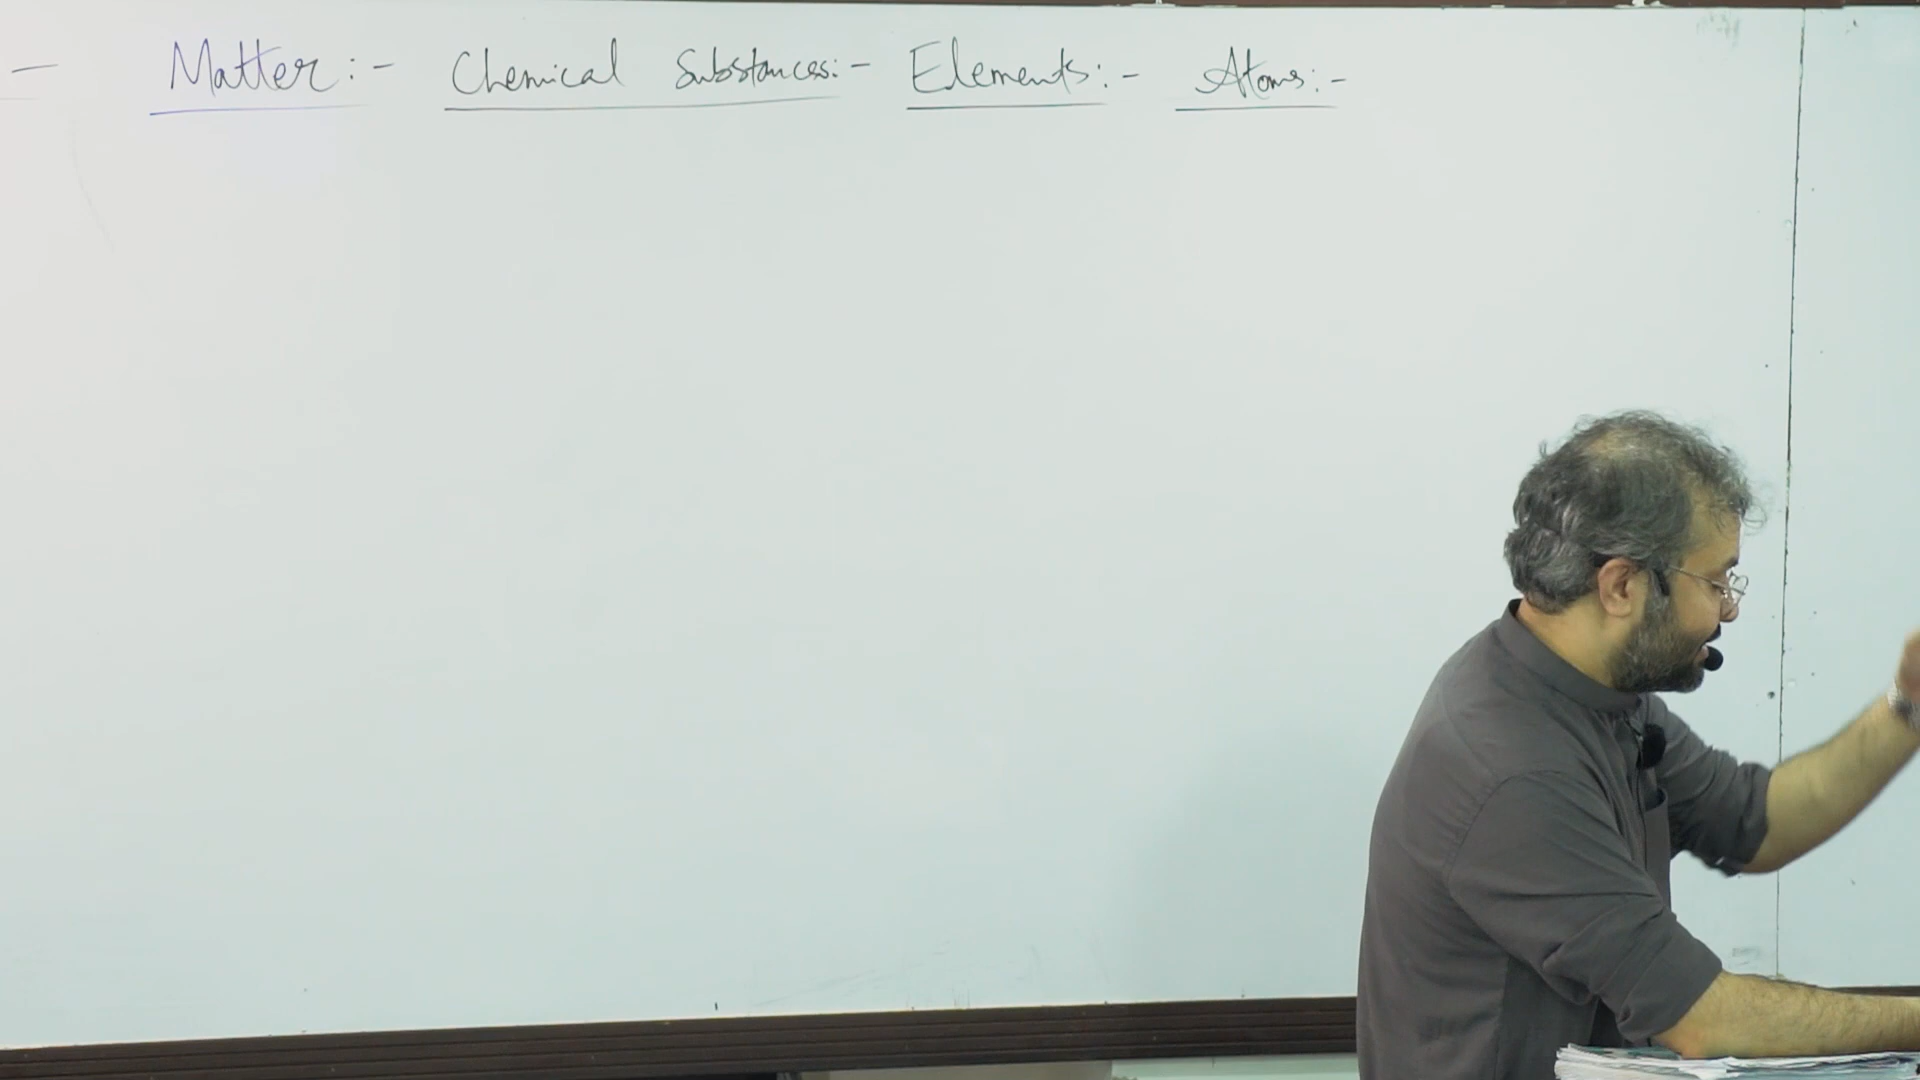 — Matter:- Chemical Substances:- Elements:- Atoms:-